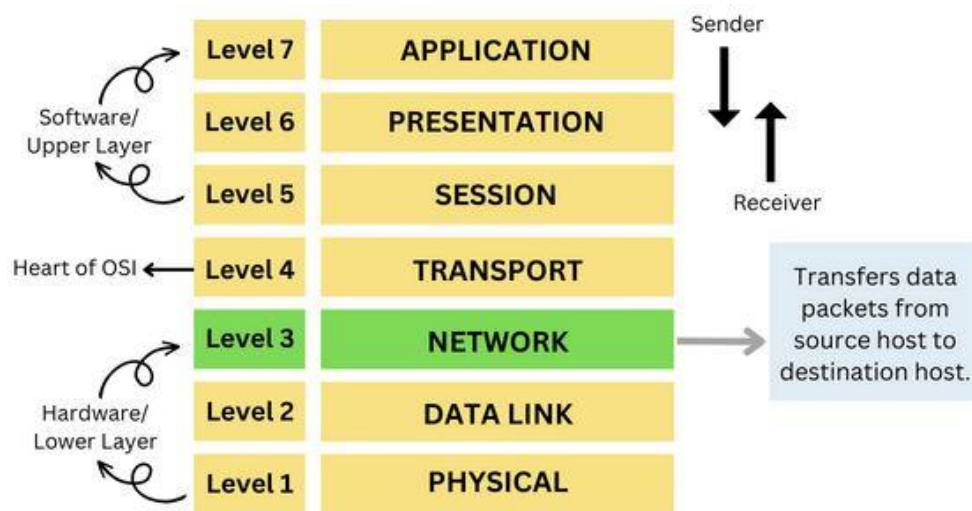 Sender
Level 7 APPLICATION
Software/
Upper Layer
Level 6 PRESENTATION
Level 5 SESSION
Receiver
Heart of OSI
Level 4 TRANSPORT
Level 3 NETWORK
Transfers data
packets from
source host to
destination host.
Hardware/
Lower Layer
Level 2 DATA LINK
Level 1 PHYSICAL